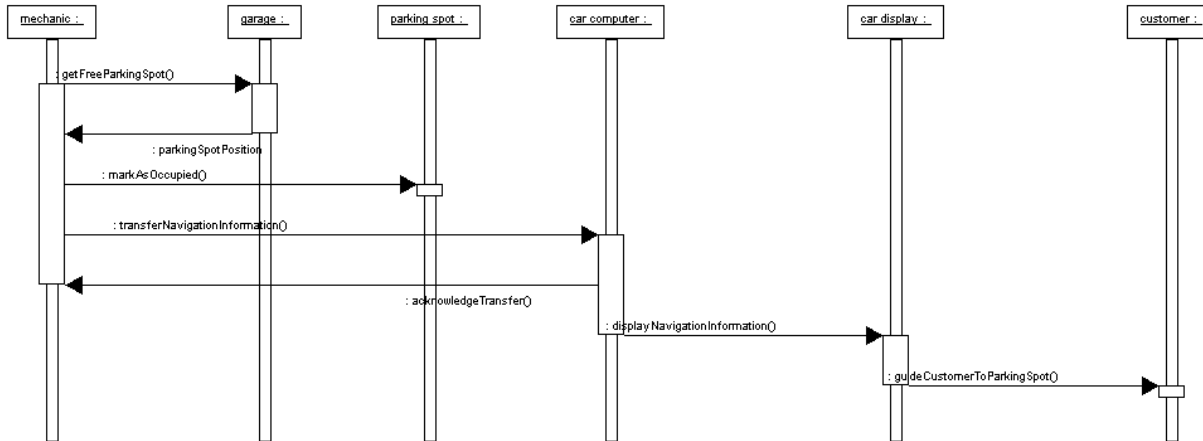 mechanic :
garage :
parking spot :
car computer :
car display :
customer :
: getFreeParkingSpot()
: parkingSpotPosition
: markAsOccupied()
: transferNavigationInformation()
: acknowledgeTransfer()
: displayNavigationInformation()
: guideCustomerToParkingSpot()